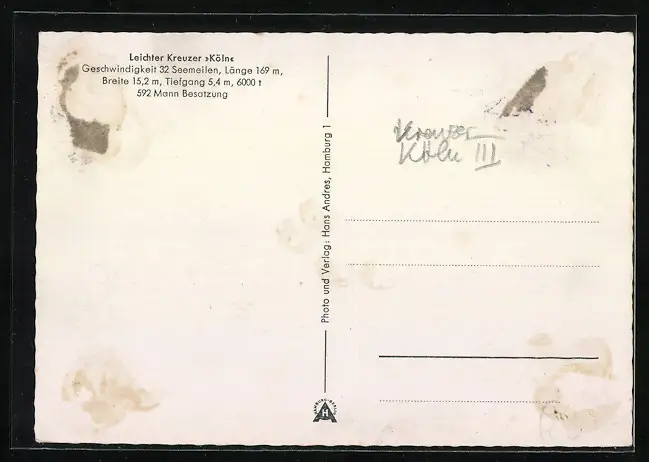 Leichter Kreuzer »Köln«
Geschwindigkeit 32 Seemeilen, Länge 169 m,
Breite 15,2 m, Tiefgang 5,4 m, 6000 t
592 Mann Besatzung
Photo und Verlag: Hans Andres, Hamburg 1
Kreuzer
Köln III